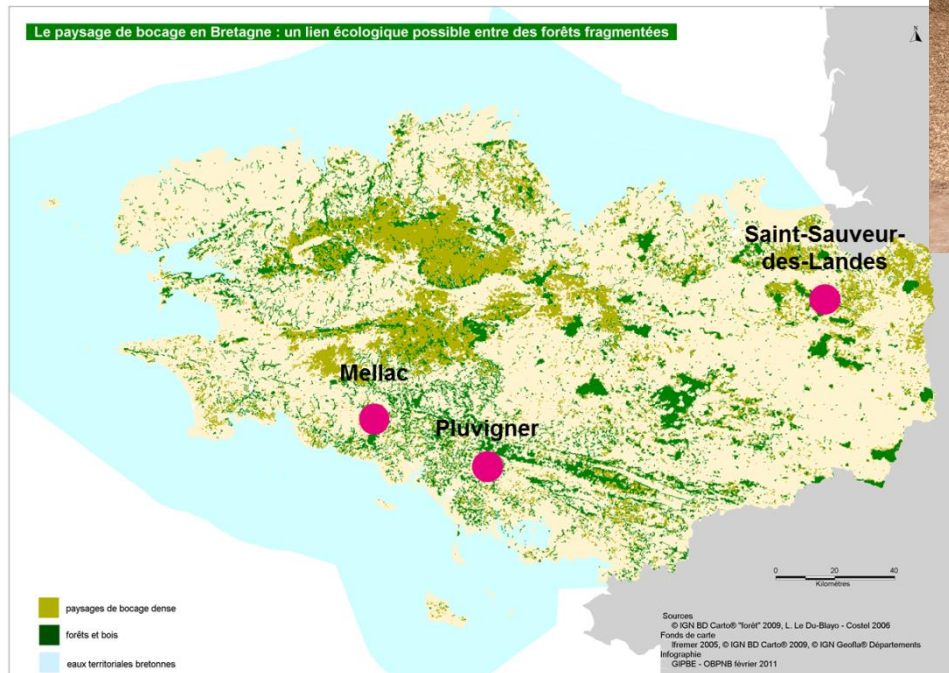 Le paysage de bocage en Bretagne : un lien écologique possible entre des forêts fragmentées
N
Saint-Sauveur-
des-Landes
Mellac
Pluvigner
0 20 40
Kilomètres
paysages de bocage dense
forêts et bois
eaux territoriales bretonnes
Sources
© IGN BD Carto® "forêt" 2009, L. Le Du-Blayo - Costel 2006
Fonds de carte
Ifremer 2005, © IGN BD Carto® 2009, © IGN Geofla® Départements
Infographie
GIPBE - OBPNB février 2011